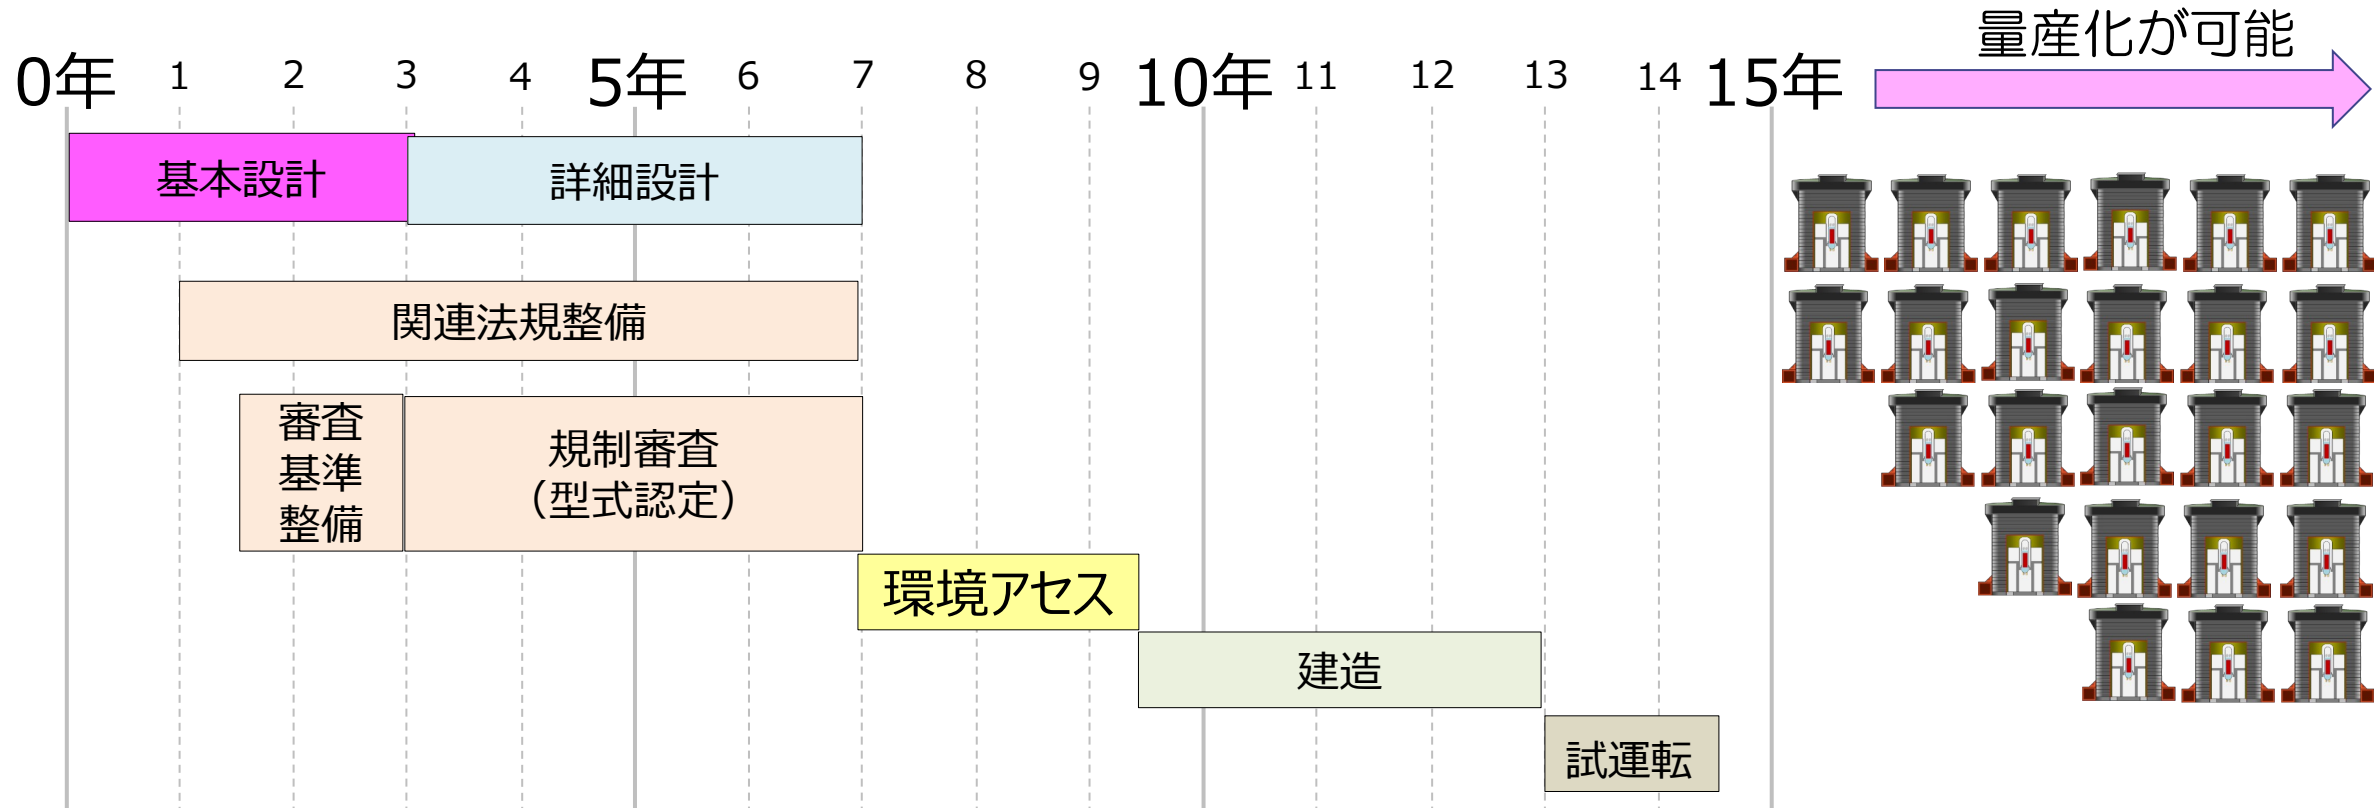 量産化が可能
0年 1 2 3 4 5年 6 7 8 9 10年 11 12 13 14 15年
基本設計
詳細設計
関連法規整備
審査
基準
整備
規制審査
（型式認定）
環境アセス
建造
試運転